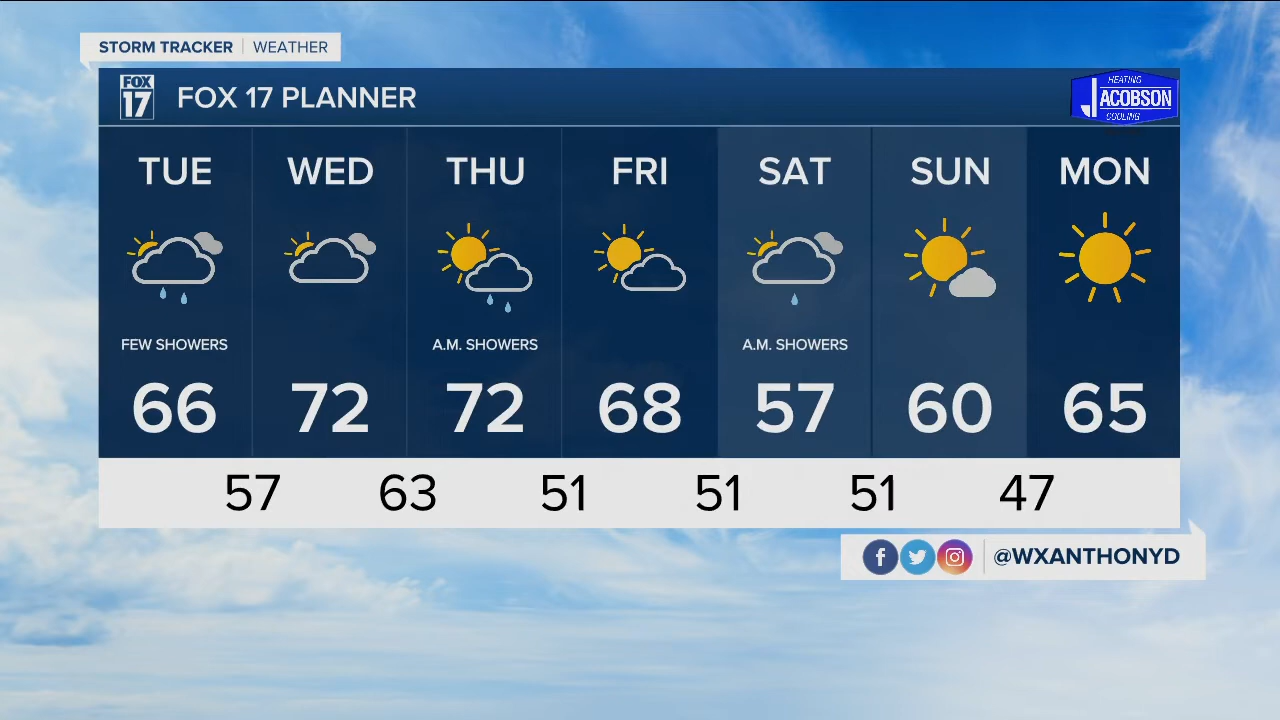 STORM TRACKER | WEATHER
FOX 17
FOX 17 PLANNER
HEATING
JACOBSON
COOLING
TUE WED THU FRI SAT SUN MON
FEW SHOWERS A.M. SHOWERS A.M. SHOWERS
66 72 72 68 57 60 65
57 63 51 51 51 47
@WXANTHONYD